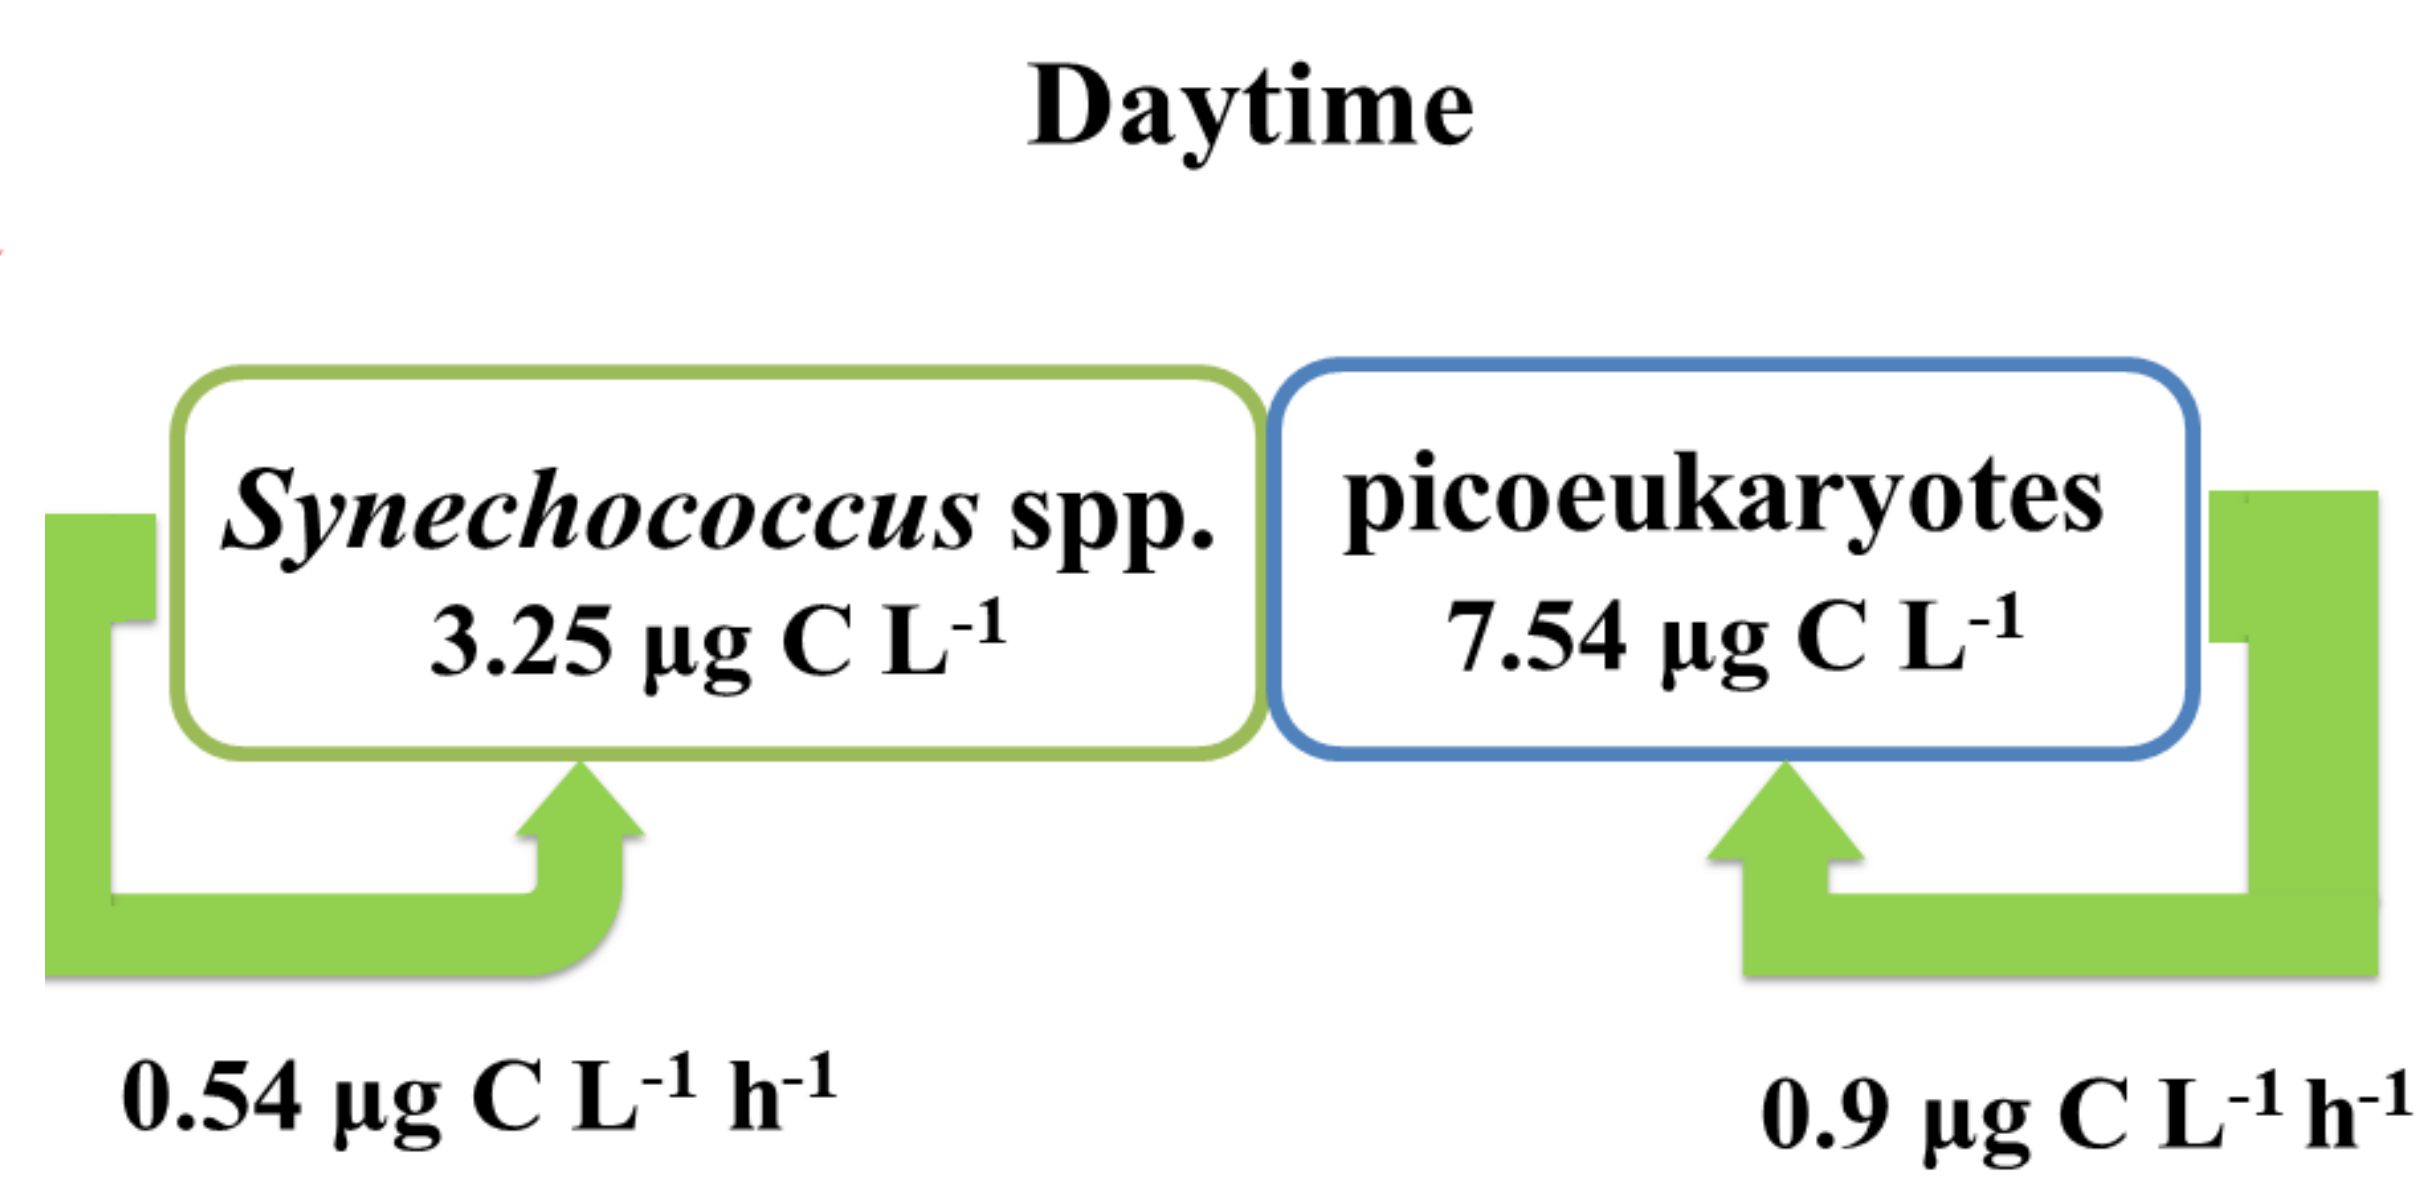 Daytime
Synechococcus spp.
3.25 µg C L⁻¹
picoeukaryotes
7.54 µg C L⁻¹
0.54 µg C L⁻¹ h⁻¹
0.9 µg C L⁻¹ h⁻¹